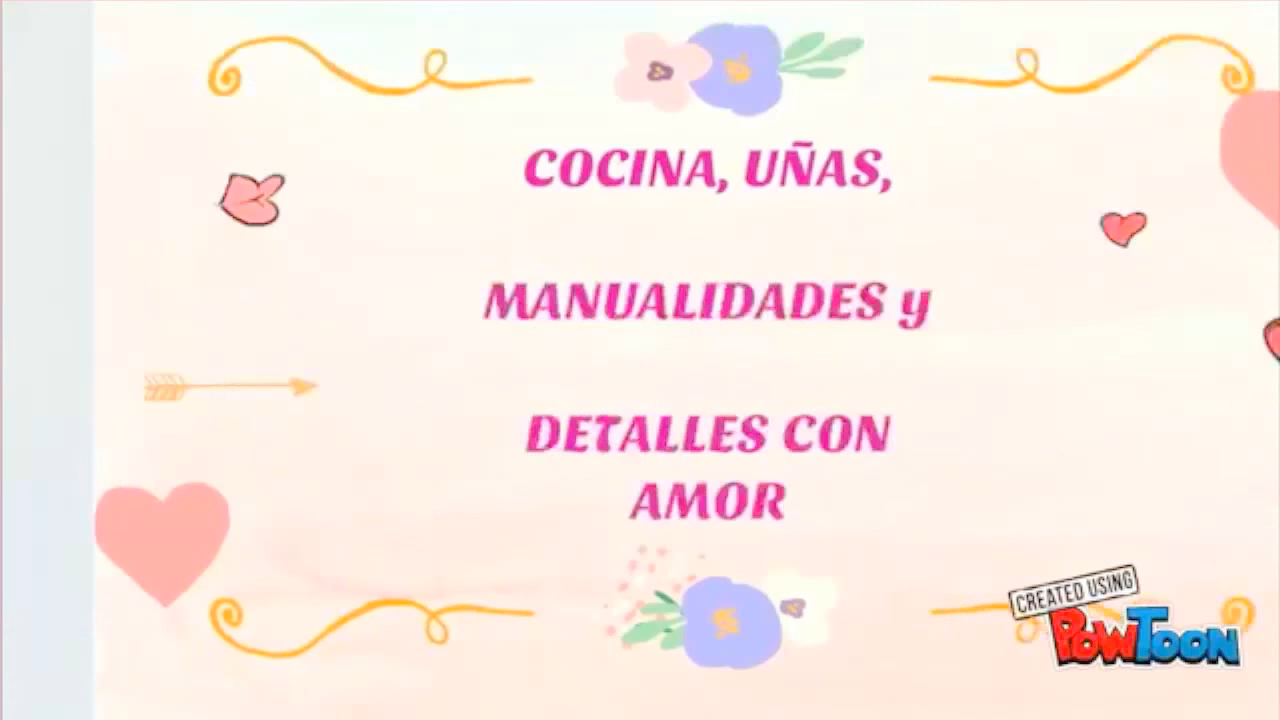 COCINA, UÑAS,
MANUALIDADES y
DETALLES CON
AMOR
CREATED USING
POWTOON